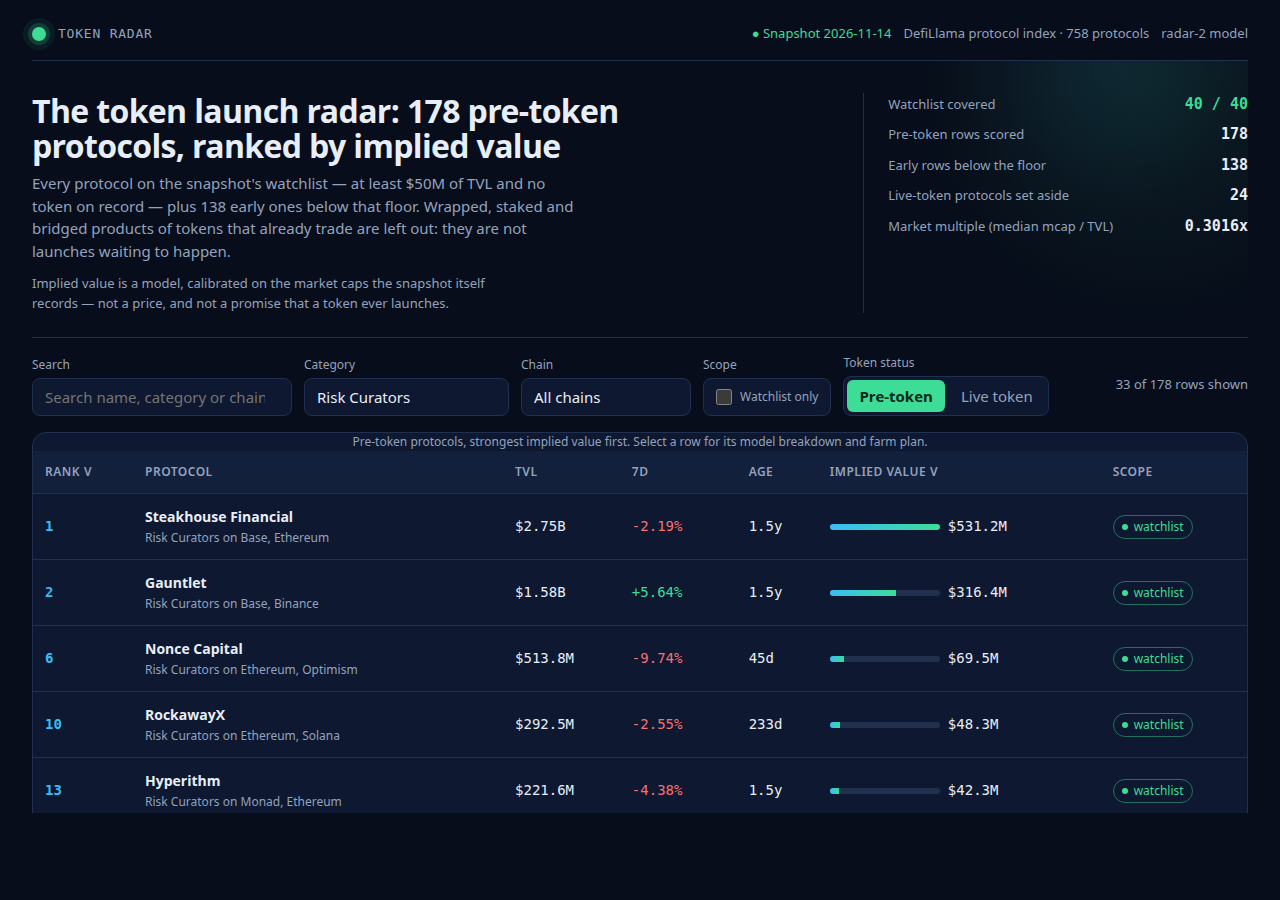 TOKEN RADAR
● Snapshot 2026-11-14 DefiLlama protocol index · 758 protocols radar-2 model
The token launch radar: 178 pre-token
protocols, ranked by implied value
Every protocol on the snapshot's watchlist — at least $50M of TVL and no
token on record — plus 138 early ones below that floor. Wrapped, staked and
bridged products of tokens that already trade are left out: they are not
launches waiting to happen.
Implied value is a model, calibrated on the market caps the snapshot itself
records — not a price, and not a promise that a token ever launches.
Watchlist covered 40 / 40
Pre-token rows scored 178
Early rows below the floor 138
Live-token protocols set aside 24
Market multiple (median mcap / TVL) 0.3016x
Search Category Chain Scope Token status
Search name, category or chain Risk Curators All chains Watchlist only Pre-token Live token 33 of 178 rows shown
Pre-token protocols, strongest implied value first. Select a row for its model breakdown and farm plan.
RANK V PROTOCOL TVL 7D AGE IMPLIED VALUE V SCOPE
1 Steakhouse Financial $2.75B -2.19% 1.5y $531.2M watchlist
Risk Curators on Base, Ethereum
2 Gauntlet $1.58B +5.64% 1.5y $316.4M watchlist
Risk Curators on Base, Binance
6 Nonce Capital $513.8M -9.74% 45d $69.5M watchlist
Risk Curators on Ethereum, Optimism
10 RockawayX $292.5M -2.55% 233d $48.3M watchlist
Risk Curators on Ethereum, Solana
13 Hyperithm $221.6M -4.38% 1.5y $42.3M watchlist
Risk Curators on Monad, Ethereum